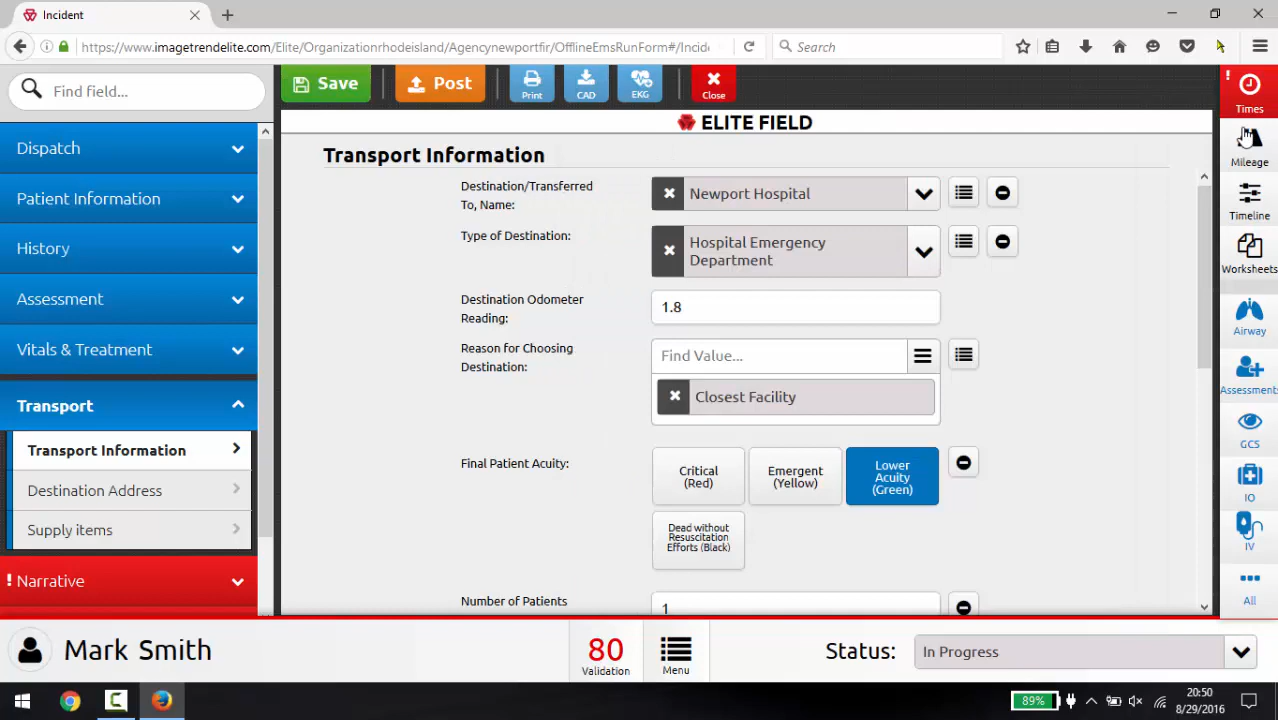 Incident
https://www.imagetrendelite.com/Elite/Organizationrhodeisland/Agencynewportfir/OfflineEmsRunForm#/Incide
Search
Find field...
Save
Post
Print
CAD
EKG
Close
ELITE FIELD
Dispatch
Patient Information
History
Assessment
Vitals & Treatment
Transport
Transport Information
Destination Address
Supply items
Narrative
Transport Information
Destination/Transferred
To, Name:
Newport Hospital
Type of Destination:
Hospital Emergency
Department
Destination Odometer
Reading:
1.8
Reason for Choosing
Destination:
Find Value...
Closest Facility
Final Patient Acuity:
Critical
(Red)
Emergent
(Yellow)
Lower
Acuity
(Green)
Dead without
Resuscitation
Efforts (Black)
Number of Patients
1
Times
Mileage
Timeline
Worksheets
Airway
Assessments
GCS
IO
IV
All
Mark Smith
80
Validation
Menu
Status:
In Progress
89%
20:50
8/29/2016